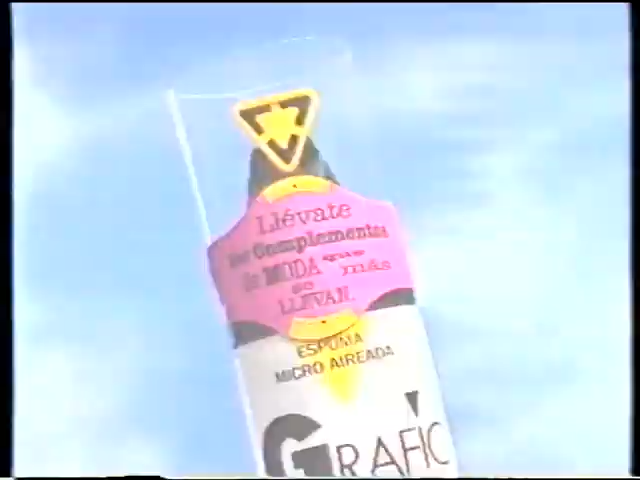 Llévate
los Complementos
de MODA que
más
se
LLEVAN.
ESPUMA
MICRO AIREADA
GRAFIC